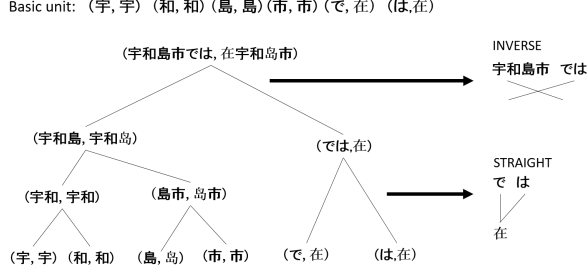 Basic unit: (宇, 宇) (和, 和) (島, 島) (市, 市) (で, 在) (は,在)
INVERSE
(宇和島市では, 在宇和岛市)
宇和島市 では
(宇和島, 宇和岛)
(では,在)
STRAIGHT
(宇和, 宇和)
(島市, 岛市)
で は
在
(宇, 宇) (和, 和) (島, 岛) (市, 市) (で, 在) (は,在)